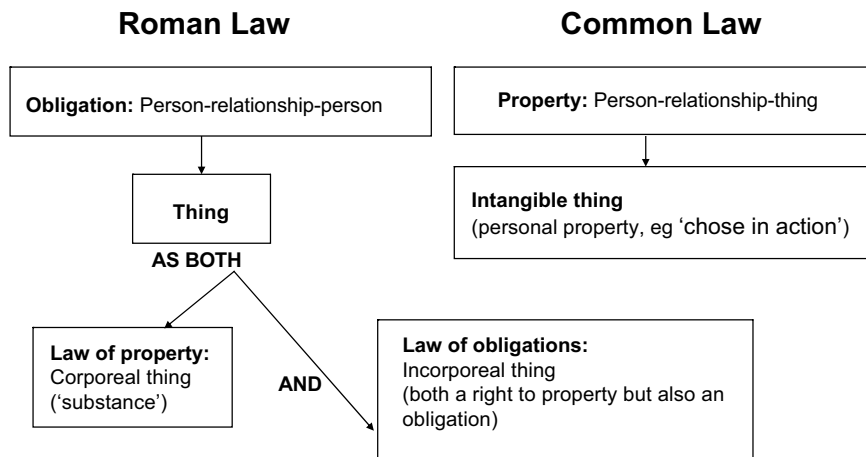 Roman Law
Common Law
Obligation: Person-relationship-person
Property: Person-relationship-thing
Thing
Intangible thing
(personal property, eg ‘chose in action’)
AS BOTH
Law of property:
Corporeal thing
(‘substance’)
AND
Law of obligations:
Incorporeal thing
(both a right to property but also an
obligation)